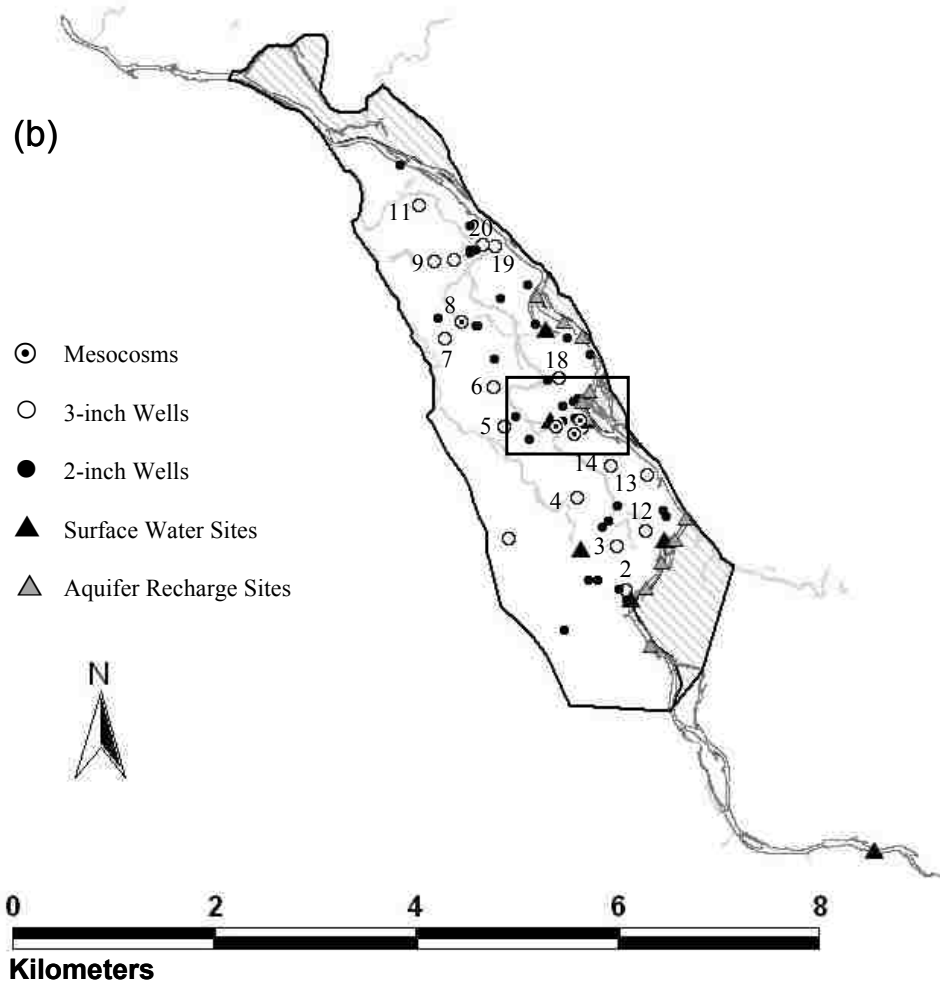 (b)
11
20
9
19
8
7
18
6
5
14
13
4
12
3
2
Mesocosms
3-inch Wells
2-inch Wells
Surface Water Sites
Aquifer Recharge Sites
N
0 2 4 6 8
Kilometers